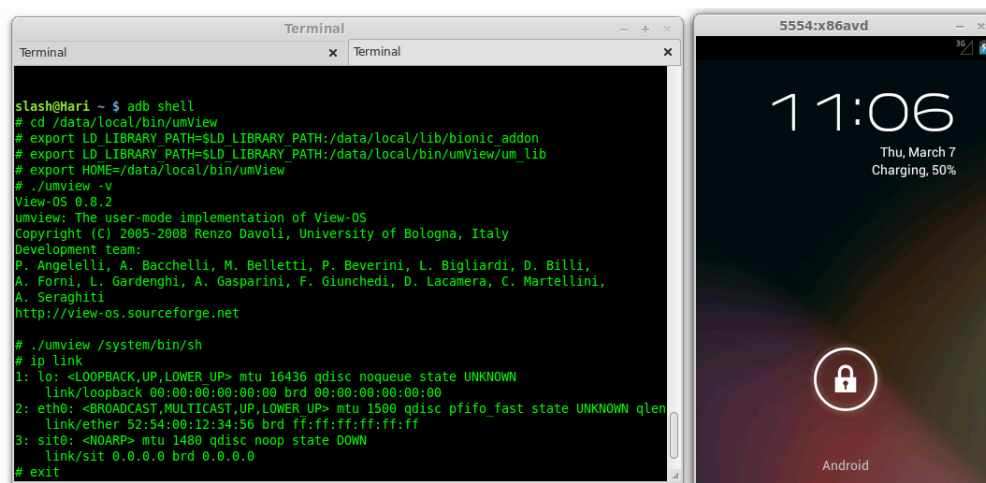 Terminal
Terminal
Terminal
slash@Hari ~ $ adb shell
# cd /data/local/bin/umView
# export LD_LIBRARY_PATH=$LD_LIBRARY_PATH:/data/local/lib/bionic_addon
# export LD_LIBRARY_PATH=$LD_LIBRARY_PATH:/data/local/bin/umView/um_lib
# export HOME=/data/local/bin/umView
# ./umview -v
View-OS 0.8.2
umview: The user-mode implementation of View-OS
Copyright (C) 2005-2008 Renzo Davoli, University of Bologna, Italy
Development team:
P. Angelelli, A. Bacchelli, M. Belletti, P. Beverini, L. Bigliardi, D. Billi,
A. Forni, L. Gardenghi, A. Gasparini, F. Giunchedi, D. Lacamera, C. Martellini,
A. Seraghiti
http://view-os.sourceforge.net
# ./umview /system/bin/sh
# ip link
1: lo: <LOOPBACK,UP,LOWER_UP> mtu 16436 qdisc noqueue state UNKNOWN
link/loopback 00:00:00:00:00:00 brd 00:00:00:00:00:00
2: eth0: <BROADCAST,MULTICAST,UP,LOWER_UP> mtu 1500 qdisc pfifo_fast state UNKNOWN qlen
link/ether 52:54:00:12:34:56 brd ff:ff:ff:ff:ff:ff
3: sit0: <NOARP> mtu 1480 qdisc noop state DOWN
link/sit 0.0.0.0 brd 0.0.0.0
# exit
5554:x86avd
3G
11:06
Thu, March 7
Charging, 50%
Android